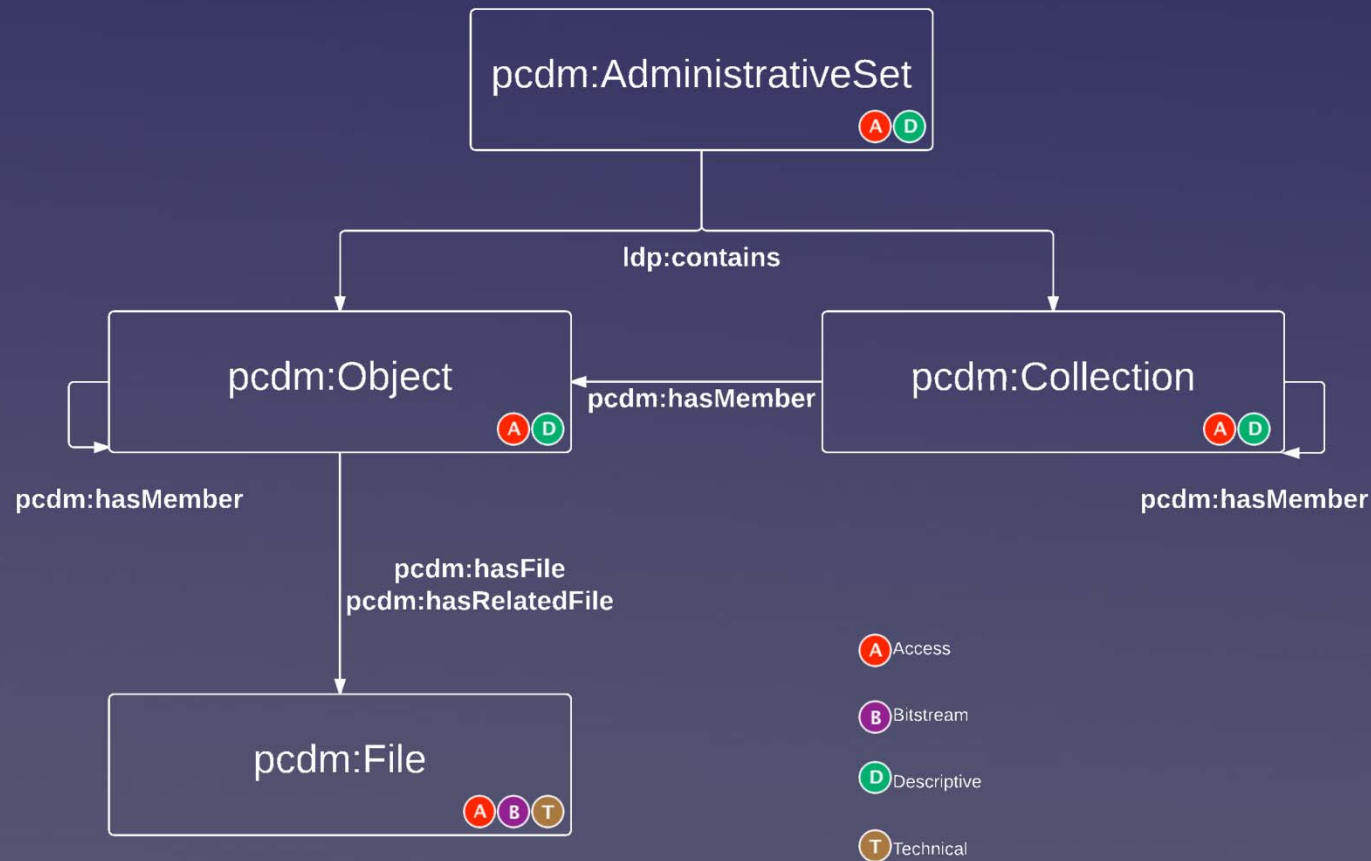 pcdm:AdministrativeSet
A D
ldp:contains
pcdm:Object
A D
pcdm:hasMember
pcdm:Collection
A D
pcdm:hasMember
pcdm:hasMember
pcdm:hasFile
pcdm:hasRelatedFile
pcdm:File
A B T
A Access
B Bitstream
D Descriptive
T Technical